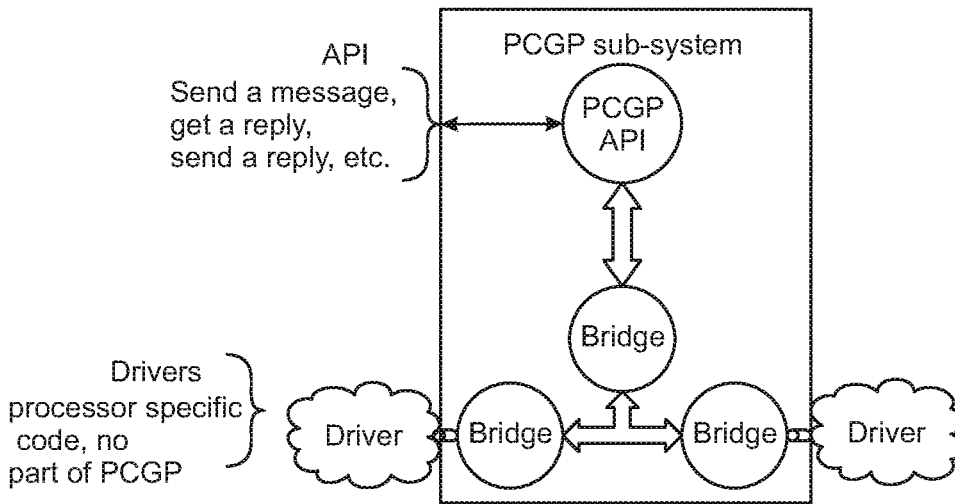 PCGP sub-system
API
Send a message,
get a reply,
send a reply, etc.
PCGP
API
Bridge
Drivers
processor specific
code, no
part of PCGP
Driver
Bridge
Bridge
Driver